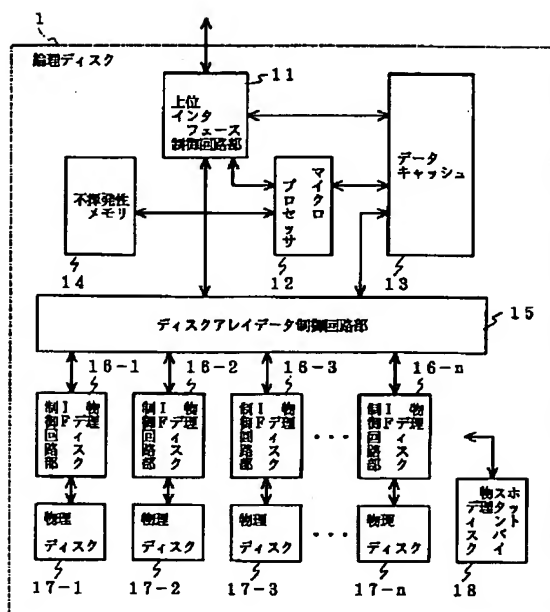 1
論理ディスク
11
上位
インタ
フェース
制御回路部
データ
キャッシュ
不揮発性
メモリ
マイクロ
プロセッサ
14
12
13
ディスクアレイデータ制御回路部
15
16-1
16-2
16-3
16-n
物理
ディスク
IF
制御回路部
物理
ディスク
IF
制御回路部
物理
ディスク
IF
制御回路部
物理
ディスク
IF
制御回路部
ホット
スタンバイ
物理
ディスク
物理
ディスク
物理
ディスク
物理
ディスク
物理
ディスク
17-1
17-2
17-3
17-n
18